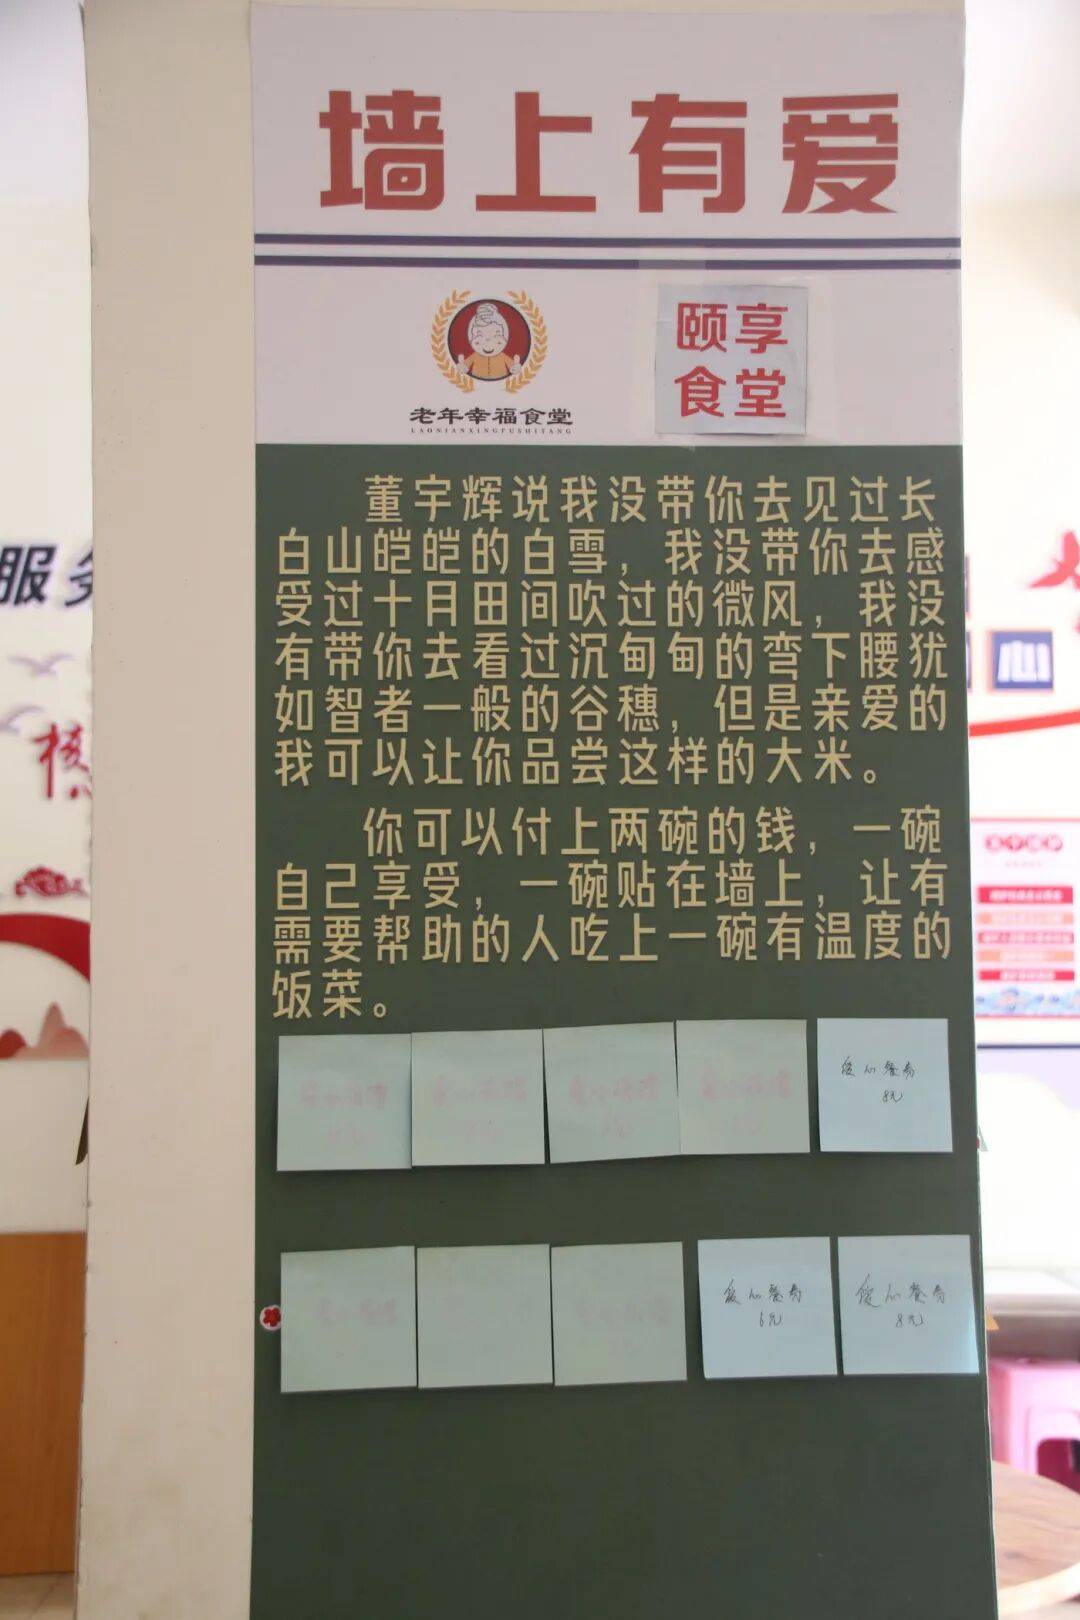 墙上有爱
老年幸福食堂
LAONIANXINGFUSHITANG
颐享
食堂
董宇辉说我没带你去见过长
白山皑皑的白雪，我没带你去感
受过十月田间吹过的微风，我没
有带你去看过沉甸甸的弯下腰犹
如智者一般的谷穗，但是亲爱的
我可以让你品尝这样的大米。
你可以付上两碗的钱，一碗
自己享受，一碗贴在墙上，让有
需要帮助的人吃上一碗有温度的
饭菜。
爱心餐券
8元
爱心餐券
6元
爱心餐券
8元
服务
心